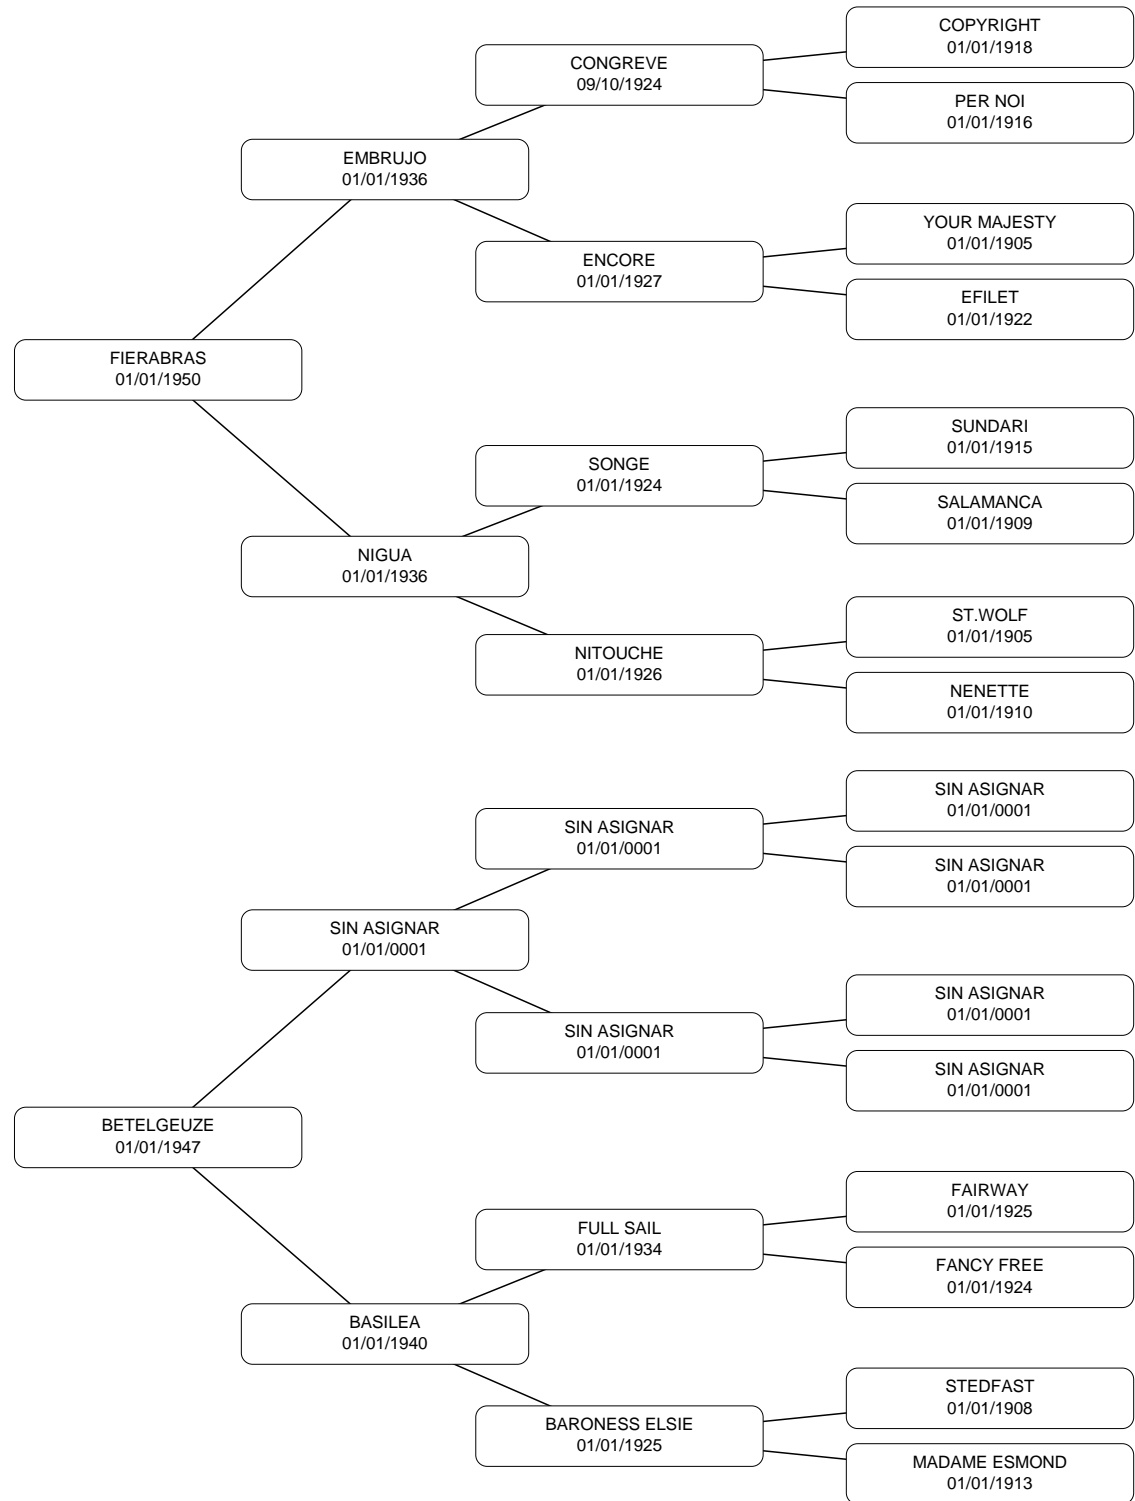 COPYRIGHT
01/01/1918
CONGREVE
09/10/1924
PER NOI
01/01/1916
EMBRUJO
01/01/1936
YOUR MAJESTY
01/01/1905
ENCORE
01/01/1927
EFILET
01/01/1922
FIERABRAS
01/01/1950
SUNDARI
01/01/1915
SONGE
01/01/1924
SALAMANCA
01/01/1909
NIGUA
01/01/1936
ST.WOLF
01/01/1905
NITOUCHE
01/01/1926
NENETTE
01/01/1910
SIN ASIGNAR
01/01/0001
SIN ASIGNAR
01/01/0001
SIN ASIGNAR
01/01/0001
SIN ASIGNAR
01/01/0001
SIN ASIGNAR
01/01/0001
SIN ASIGNAR
01/01/0001
SIN ASIGNAR
01/01/0001
BETELGEUZE
01/01/1947
FAIRWAY
01/01/1925
FULL SAIL
01/01/1934
FANCY FREE
01/01/1924
BASILEA
01/01/1940
STEDFAST
01/01/1908
BARONESS ELSIE
01/01/1925
MADAME ESMOND
01/01/1913